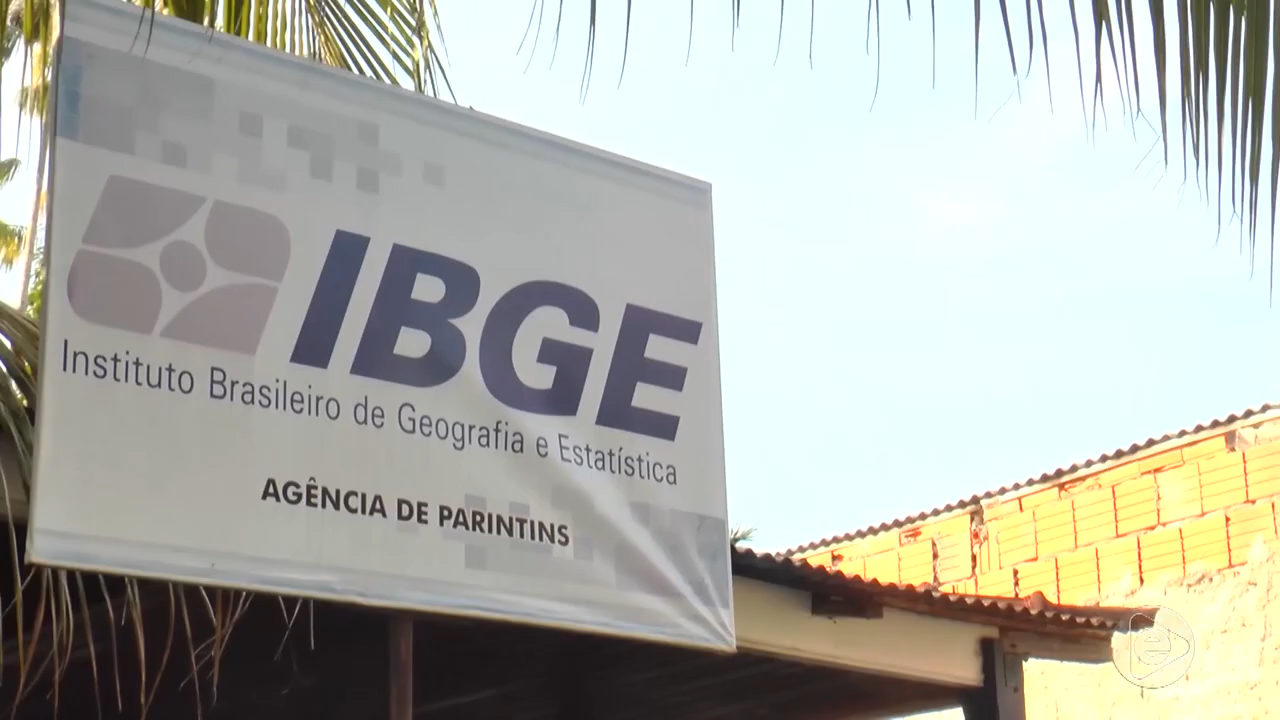 IBGE
Instituto Brasileiro de Geografia e Estatística
AGÊNCIA DE PARINTINS